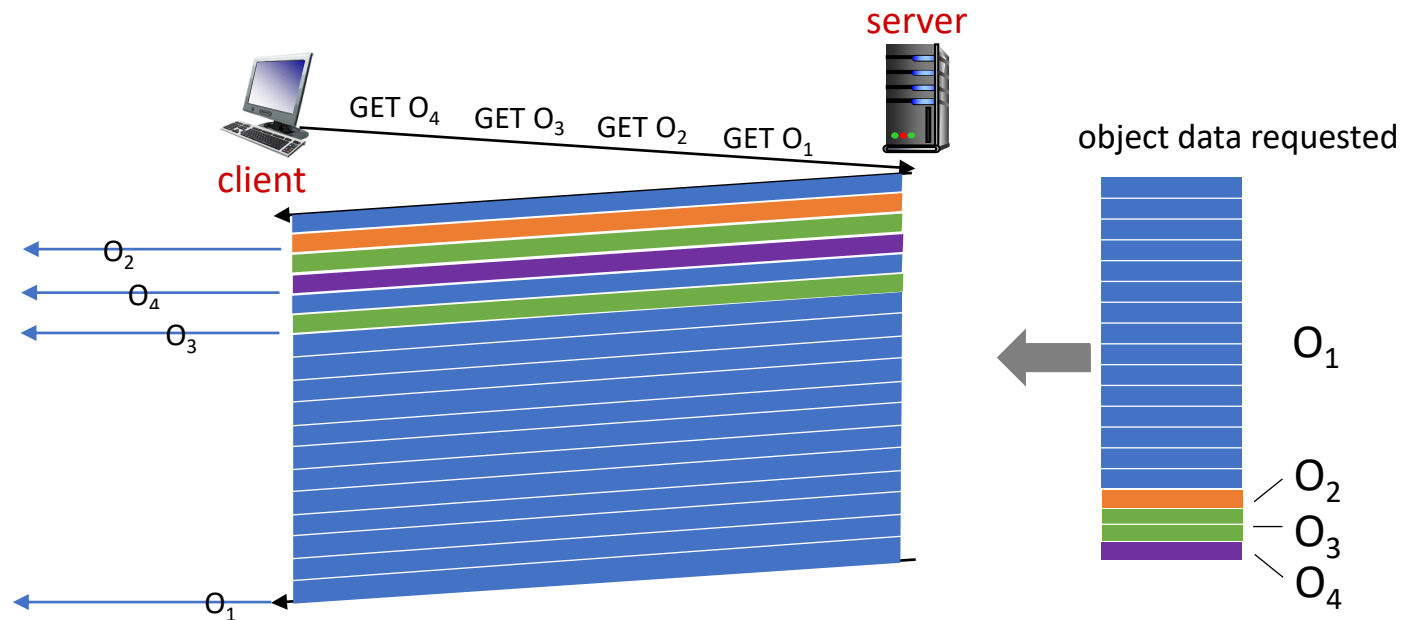 server
GET O₄ GET O₃ GET O₂ GET O₁
object data requested
client
O₂
O₄
O₃
O₁
O₂
O₃
O₄
O₁